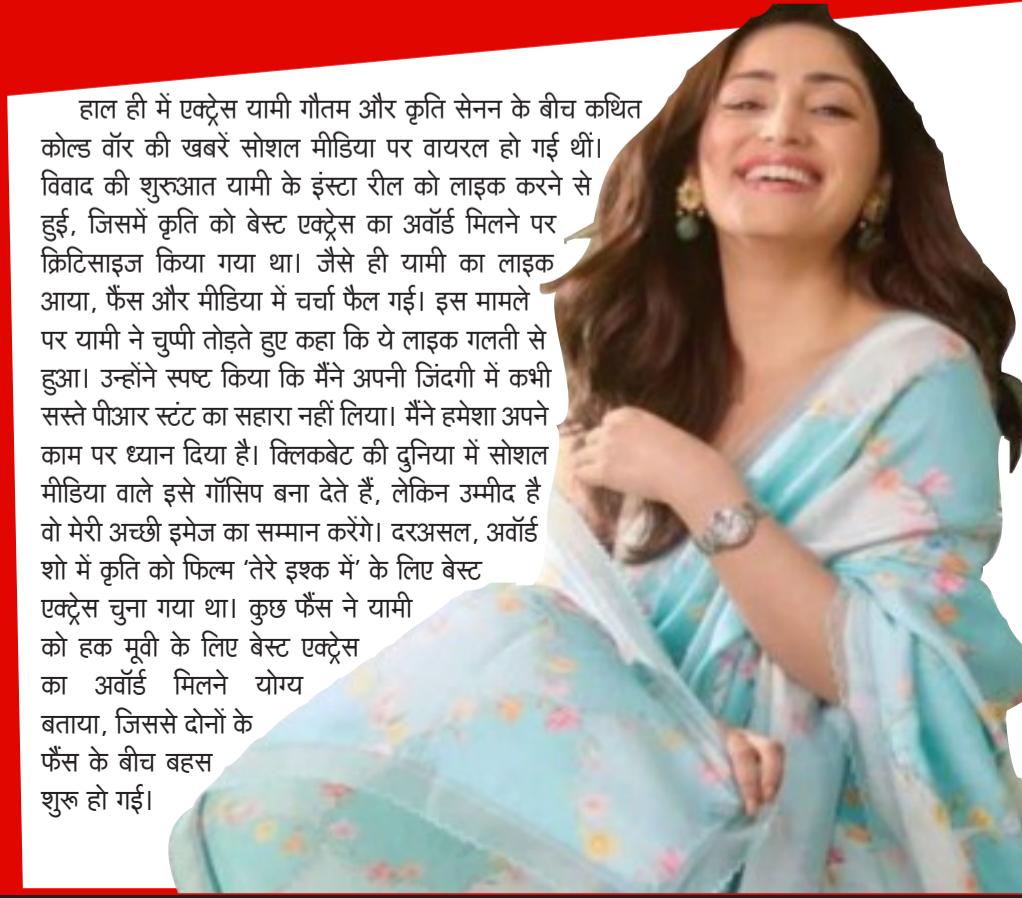 हाल ही में एक्ट्रेस यामी गौतम और कृति सेनन के बीच कथित
कोल्ड वॉर की खबरें सोशल मीडिया पर वायरल हो गई थीं।
विवाद की शुरुआत यामी के इंस्टा रील को लाइक करने से
हुई, जिसमें कृति को बेस्ट एक्ट्रेस का अवॉर्ड मिलने पर
क्रिटिसाइज किया गया था। जैसे ही यामी का लाइक
आया, फैंस और मीडिया में चर्चा फैल गई। इस मामले
पर यामी ने चुप्पी तोड़ते हुए कहा कि ये लाइक गलती से
हुआ। उन्होंने स्पष्ट किया कि मैंने अपनी जिंदगी में कभी
सस्ते पीआर स्टंट का सहारा नहीं लिया। मैंने हमेशा अपने
काम पर ध्यान दिया है। क्लिकबेट की दुनिया में सोशल
मीडिया वाले इसे गॉसिप बना देते हैं, लेकिन उम्मीद है
वो मेरी अच्छी इमेज का सम्मान करेंगे। दरअसल, अवॉर्ड
शो में कृति को फिल्म ‘तेरे इश्क में’ के लिए बेस्ट
एक्ट्रेस चुना गया था। कुछ फैंस ने यामी
को हक मूवी के लिए बेस्ट एक्ट्रेस
का अवॉर्ड मिलने योग्य
बताया, जिससे दोनों के
फैंस के बीच बहस
शुरू हो गई।